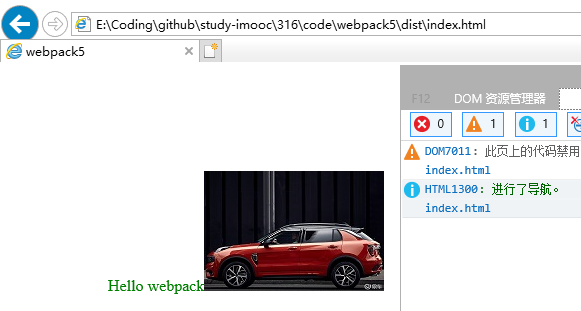 E:\Coding\github\study-imooc\316\code\webpack5\dist\index.html
webpack5
F12 DOM 资源管理器
0 1 1
DOM7011: 此页上的代码禁用
index.html
HTML1300: 进行了导航。
index.html
Hello webpack